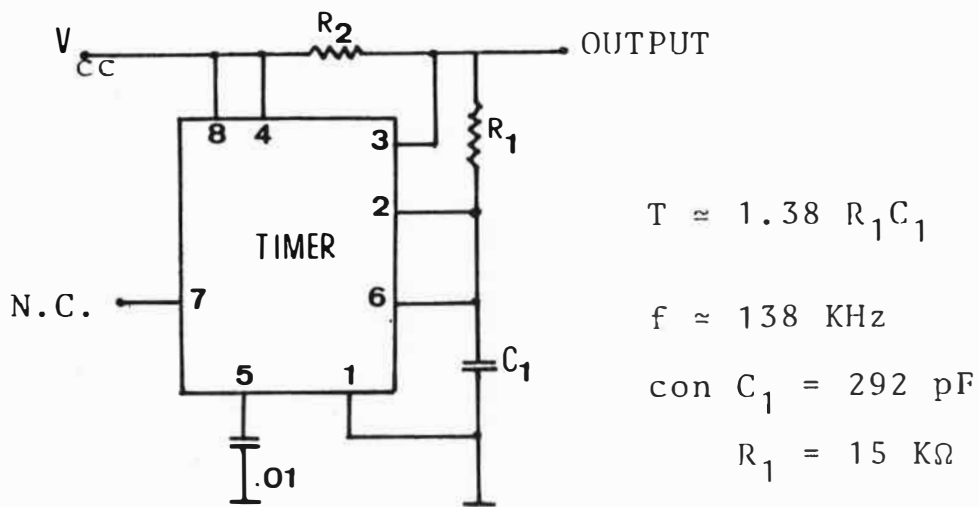 R2
Vcc
OUTPUT
8 4
3
R1
2
TIMER
T ≃ 1.38 R1C1
N.C.
7
6
f ≃ 138 KHz
5 1
C1
con C1 = 292 pF
.01
R1 = 15 KΩ